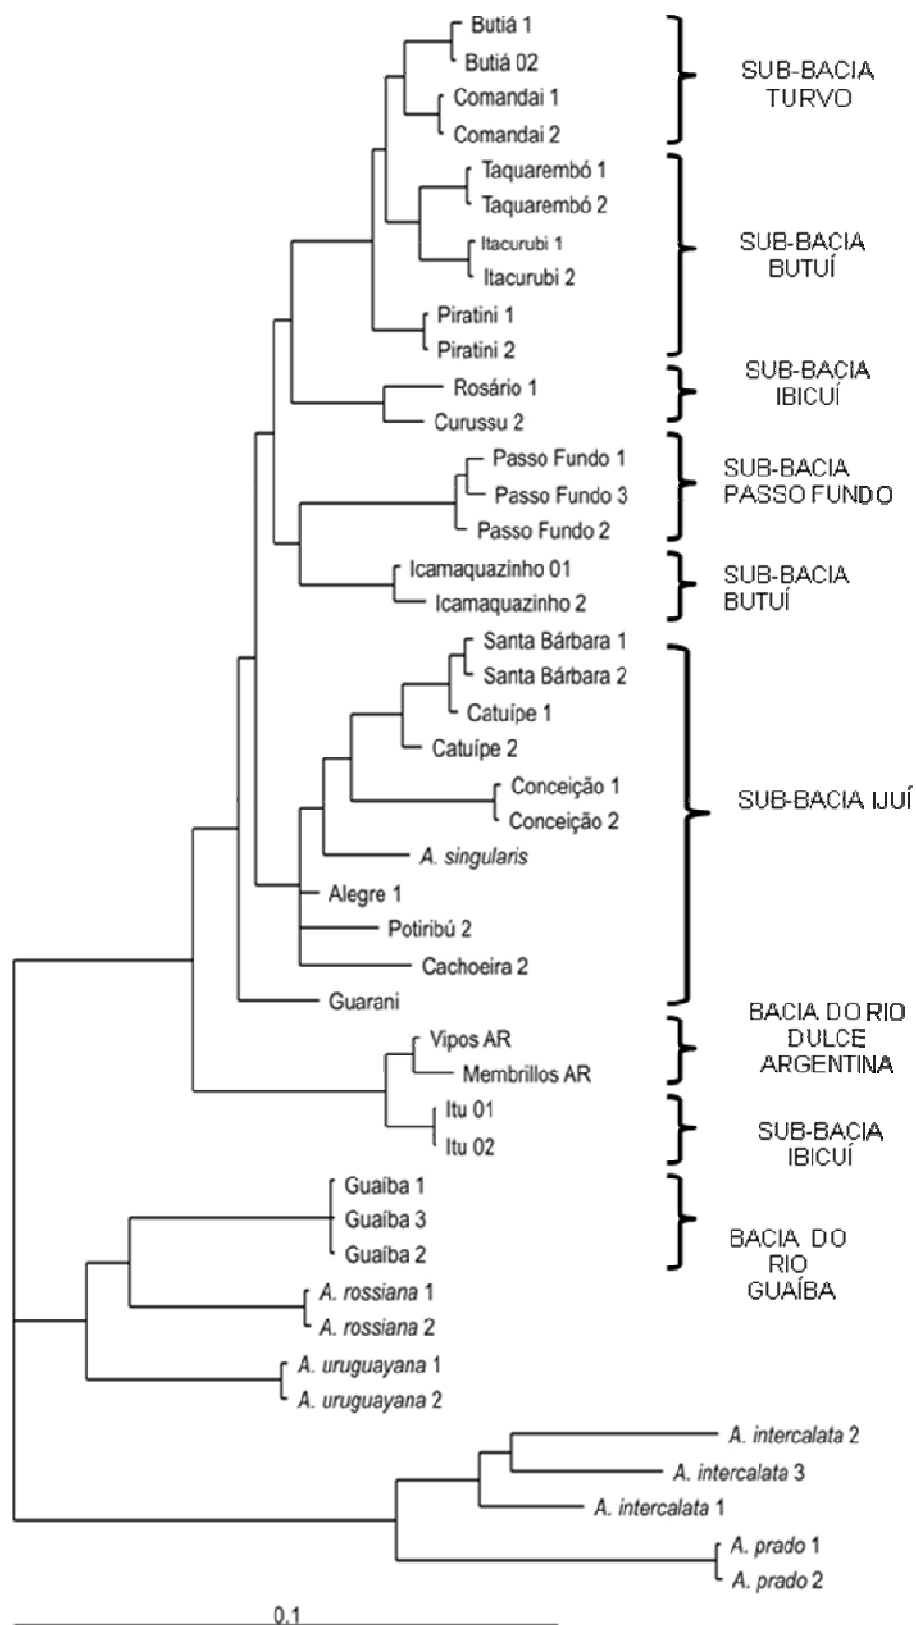 Butiá 1
Butiá 02
Comandai 1
Comandai 2
SUB-BACIA
TURVO
Taquarembó 1
Taquarembó 2
Itacurubi 1
Itacurubi 2
Piratini 1
Piratini 2
SUB-BACIA
BUTUÍ
Rosário 1
Curussu 2
SUB-BACIA
IBICUÍ
Passo Fundo 1
Passo Fundo 3
Passo Fundo 2
SUB-BACIA
PASSO FUNDO
Icamaquazinho 01
Icamaquazinho 2
SUB-BACIA
BUTUÍ
Santa Bárbara 1
Santa Bárbara 2
Catuípe 1
Catuípe 2
Conceição 1
Conceição 2
A. singularis
Alegre 1
Potiribú 2
Cachoeira 2
Guarani
SUB-BACIA IJUÍ
Vipos AR
Membrillos AR
BACIA DO RIO
DULCE
ARGENTINA
Itu 01
Itu 02
SUB-BACIA
IBICUÍ
Guaíba 1
Guaíba 3
Guaíba 2
BACIA DO
RIO
GUAÍBA
A. rossiana 1
A. rossiana 2
A. uruguayana 1
A. uruguayana 2
A. intercalata 2
A. intercalata 3
A. intercalata 1
A. prado 1
A. prado 2
0.1